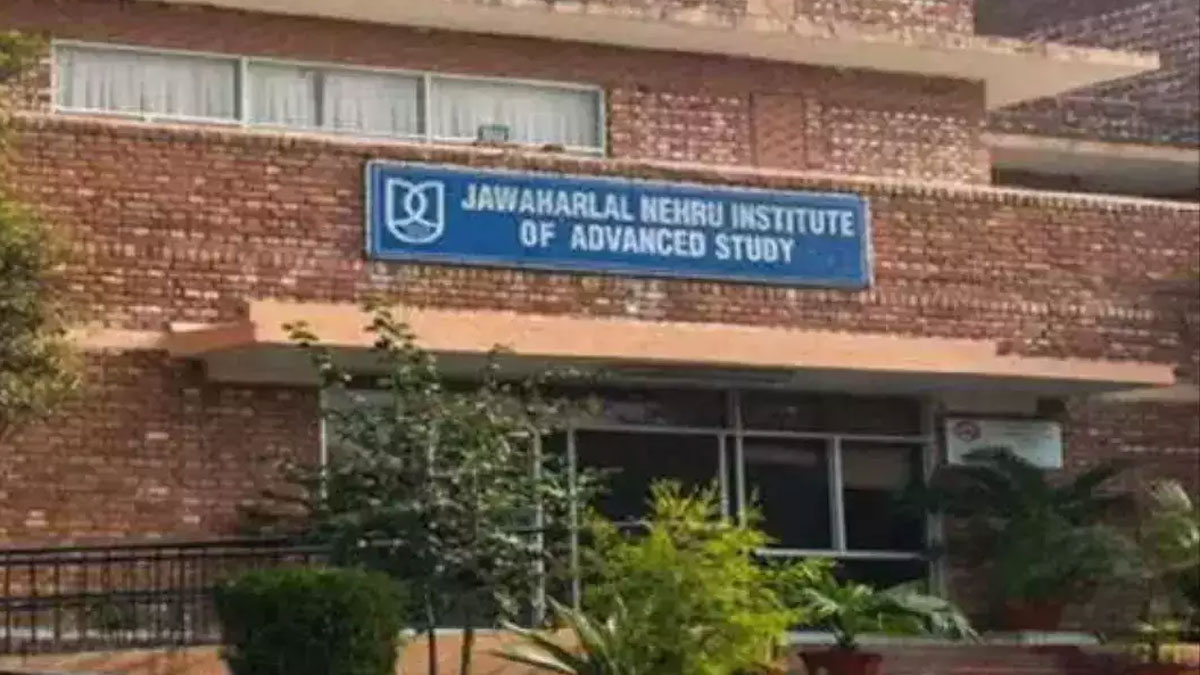 JAWAHARLAL NEHRU INSTITUTE
OF ADVANCED STUDY